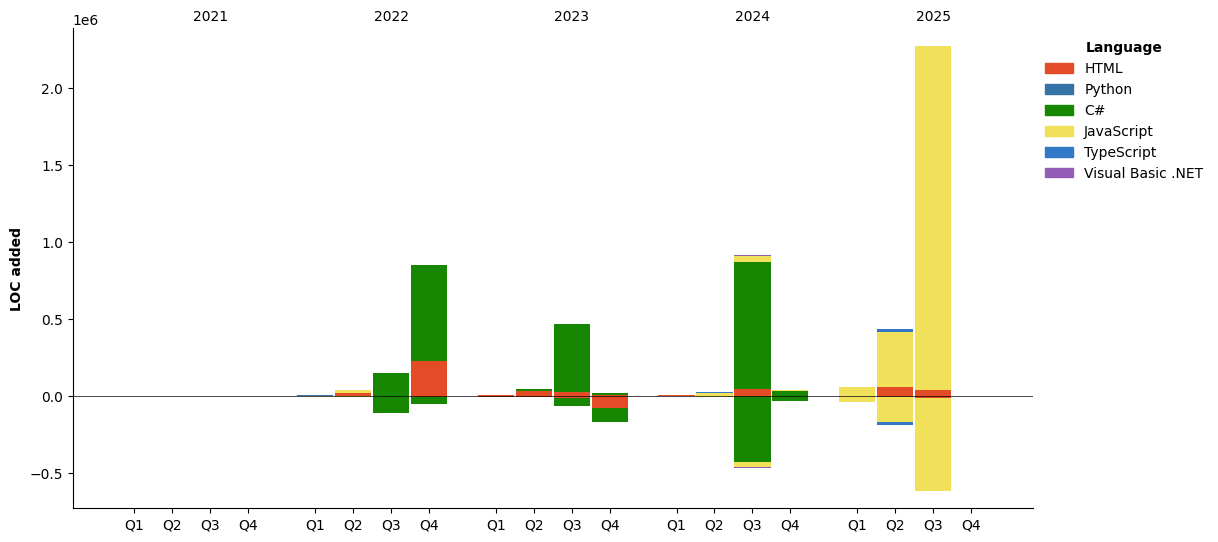 1e6
2021 2022 2023 2024 2025
Language
HTML
Python
C#
JavaScript
TypeScript
Visual Basic .NET
LOC added
2.0
1.5
1.0
0.5
0.0
−0.5
Q1 Q2 Q3 Q4 Q1 Q2 Q3 Q4 Q1 Q2 Q3 Q4 Q1 Q2 Q3 Q4 Q1 Q2 Q3 Q4